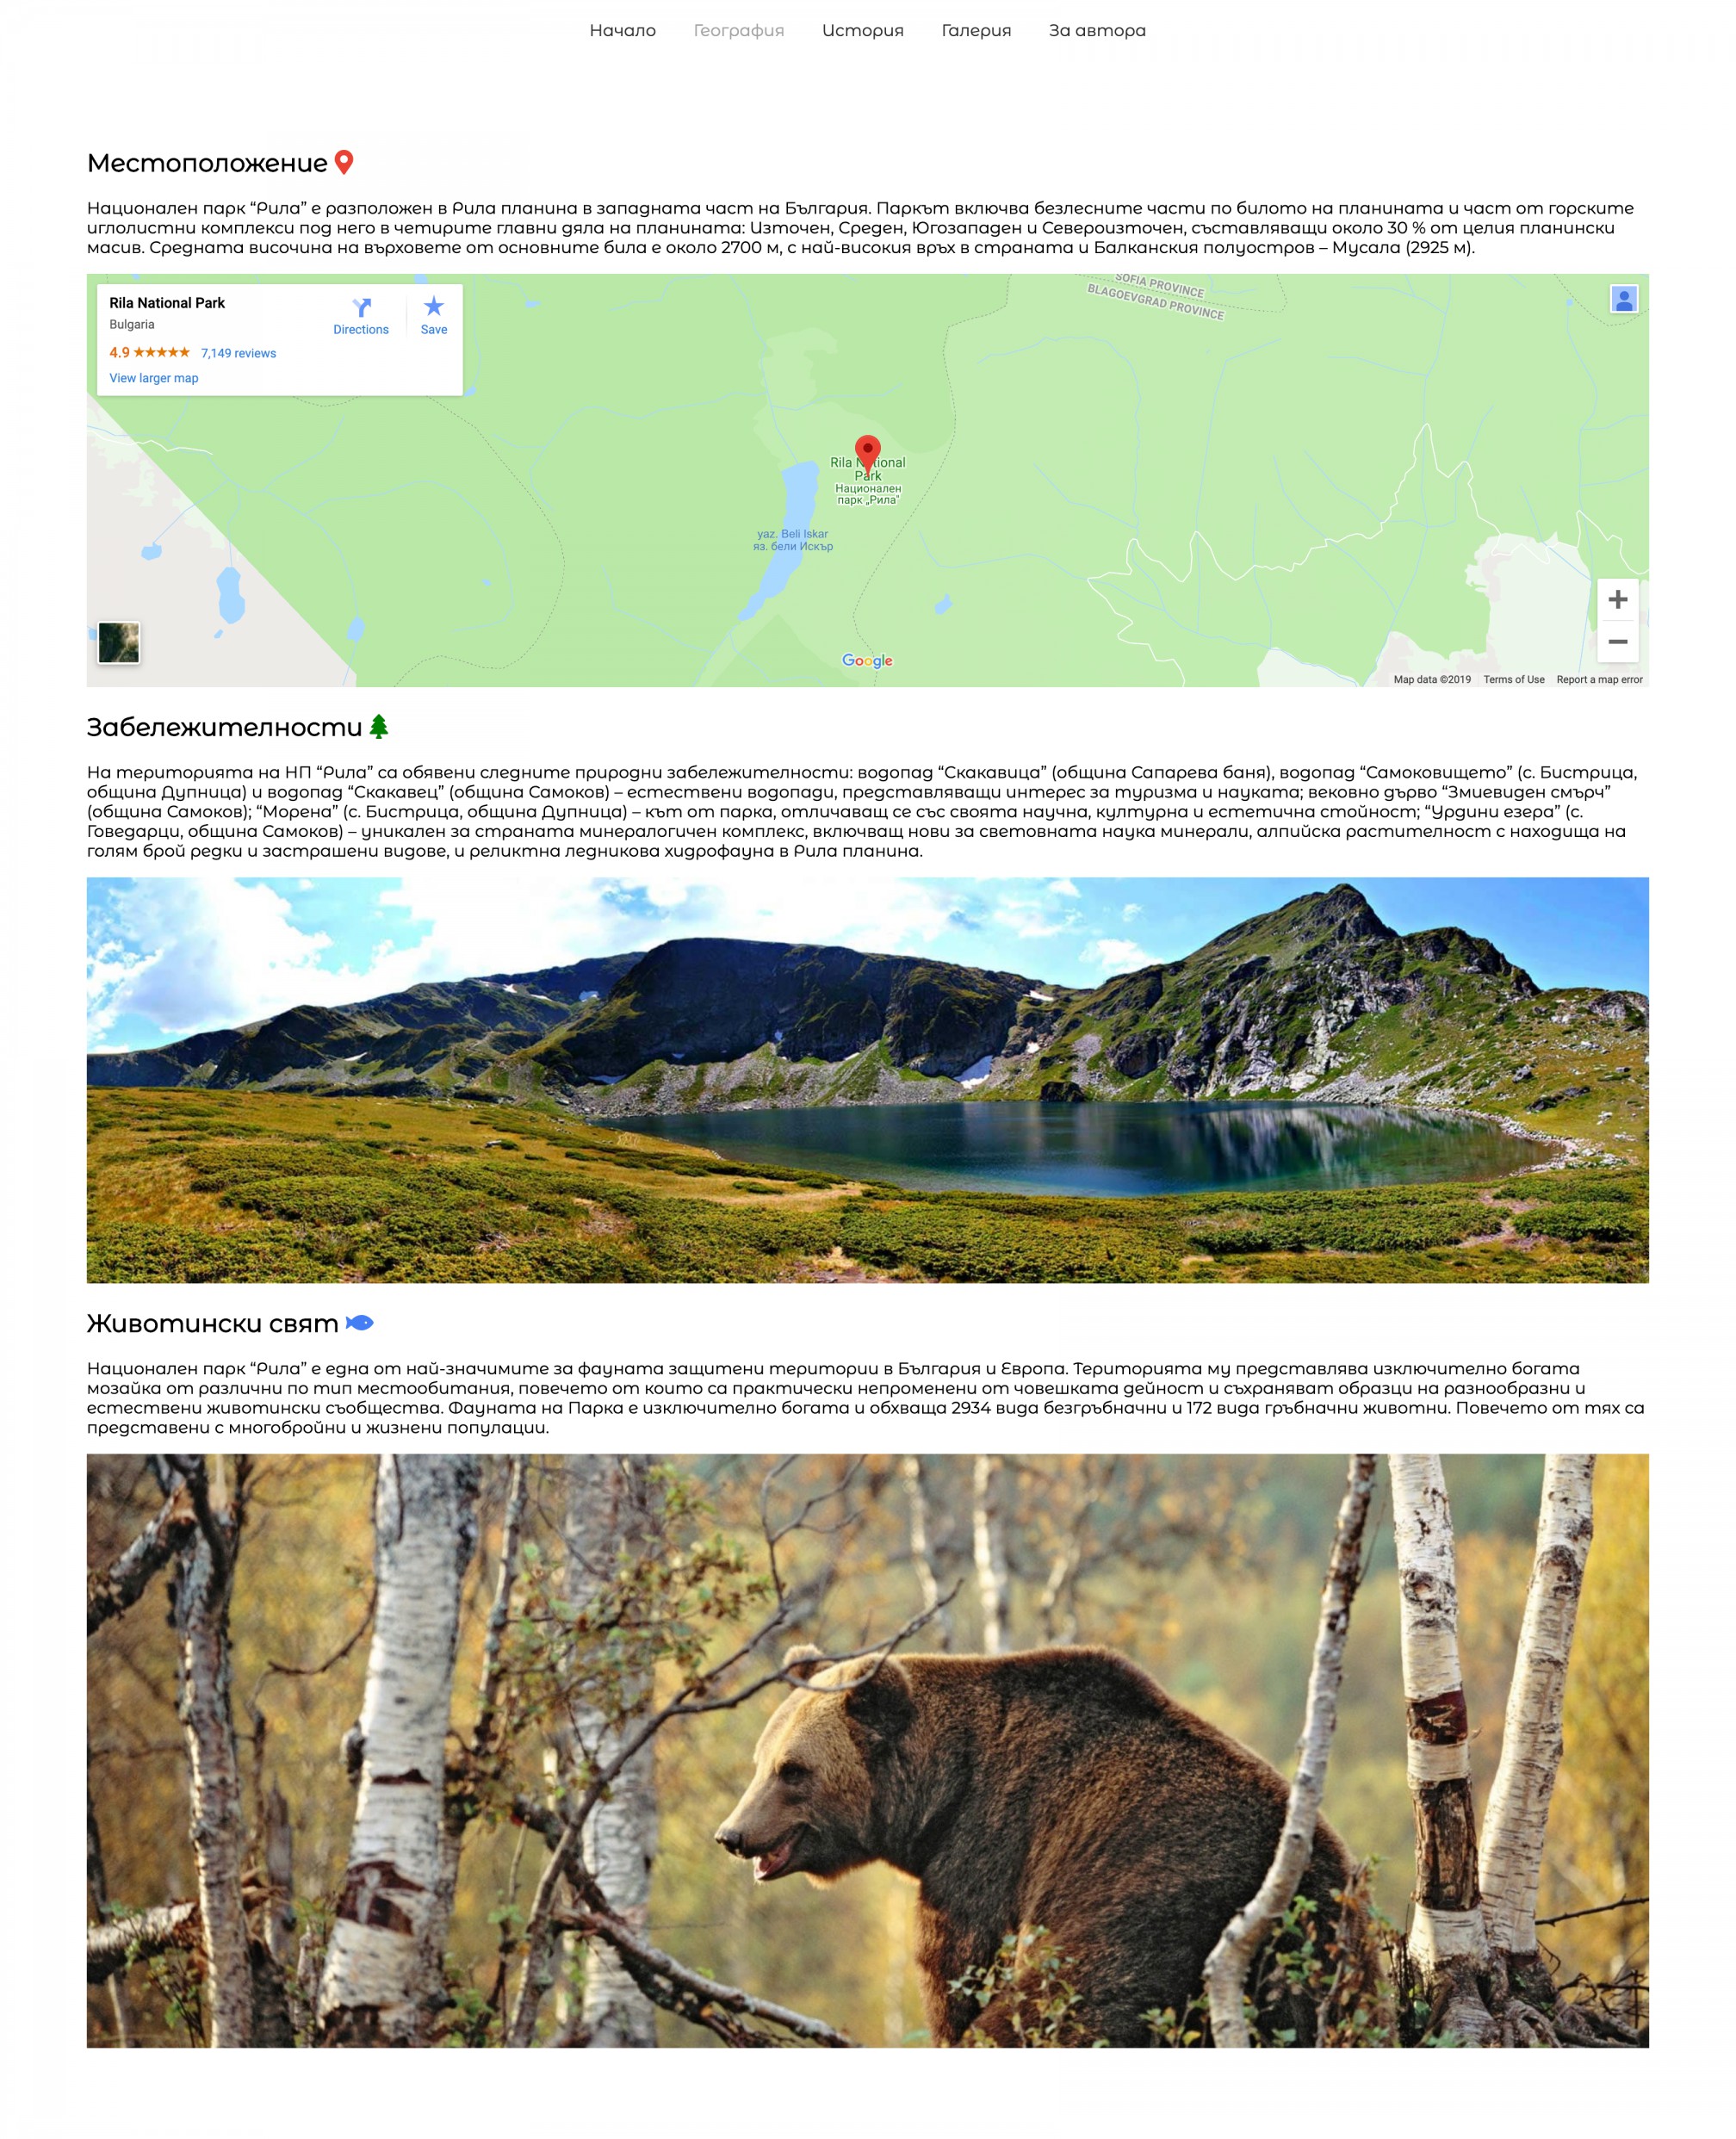 Начало География История Галерия За автора
Местоположение
Национален парк “Рила” е разположен в Рила планина в западната част на България. Паркът включва безлесните части по билото на планината и част от горските
иглолистни комплекси под него в четирите главни дяла на планината: Източен, Среден, Югозападен и Североизточен, съставляващи около 30 % от целия планински
масив. Средната височина на върховете от основните била е около 2700 м, с най-високия връх в страната и Балканския полуостров – Мусала (2925 м).
SOFIA PROVINCE
BLAGOEVGRAD PROVINCE
Rila National Park
Bulgaria
Directions
Save
4.9 ★★★★★ 7,149 reviews
View larger map
Rila National
Park
Национален
парк „Рила"
yaz. Beli Iskar
яз. бели Искър
Google
Map data ©2019 Terms of Use Report a map error
Забележителности
На територията на НП “Рила” са обявени следните природни забележителности: водопад “Скакавица” (община Сапарева баня), водопад “Самоковището” (с. Бистрица,
община Дупница) и водопад “Скакавец” (община Самоков) – естествени водопади, представляващи интерес за туризма и науката; вековно дърво “Змиевиден смърч”
(община Самоков); “Морена” (с. Бистрица, община Дупница) – кът от парка, отличаващ се със своята научна, културна и естетична стойност; “Урдини езера” (с.
Говедарци, община Самоков) – уникален за страната минералогичен комплекс, включващ нови за световната наука минерали, алпийска растителност с находища на
голям брой редки и застрашени видове, и реликтна ледникова хидрофауна в Рила планина.
Животински свят
Национален парк “Рила” е една от най-значимите за фауната защитени територии в България и Европа. Територията му представлява изключително богата
мозайка от различни по тип местообитания, повечето от които са практически непроменени от човешката дейност и съхраняват образци на разнообразни и
естествени животински съобщества. Фауната на Парка е изключително богата и обхваща 2934 вида безгръбначни и 172 вида гръбначни животни. Повечето от тях са
представени с многобройни и жизнени популации.